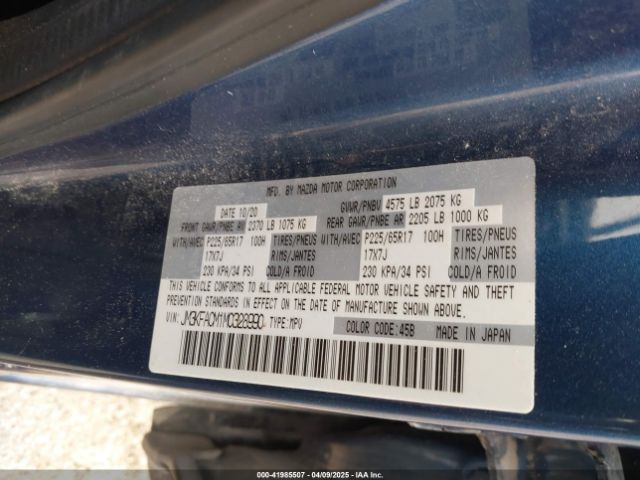 MFD. BY MAZDA MOTOR CORPORATION
DATE 10/20 GVWR/PNBV 4575 LB 2075 KG
FRONT GAWR/PNBE AV 2370 LB 1075 KG REAR GAWR/PNBE AR 2205 LB 1000 KG
WITH/AVEC P225/65R17 100H TIRES/PNEUS WITH/AVEC P225/65R17 100H TIRES/PNEUS
17X7J RIMS/JANTES 17X7J RIMS/JANTES
230 KPA/34 PSI COLD/A FROID 230 KPA/34 PSI COLD/A FROID
THIS VEHICLE CONFORMS TO ALL APPLICABLE FEDERAL MOTOR VEHICLE SAFETY AND THEFT
PREVENTION STANDARDS IN EFFECT ON THE DATE OF MANUFACTURE SHOWN ABOVE.
VIN: JM3KFACM1M0328990 TYPE: MPV COLOR CODE: 45B MADE IN JAPAN
000-41985507 - 04/09/2025 - IAA Inc.